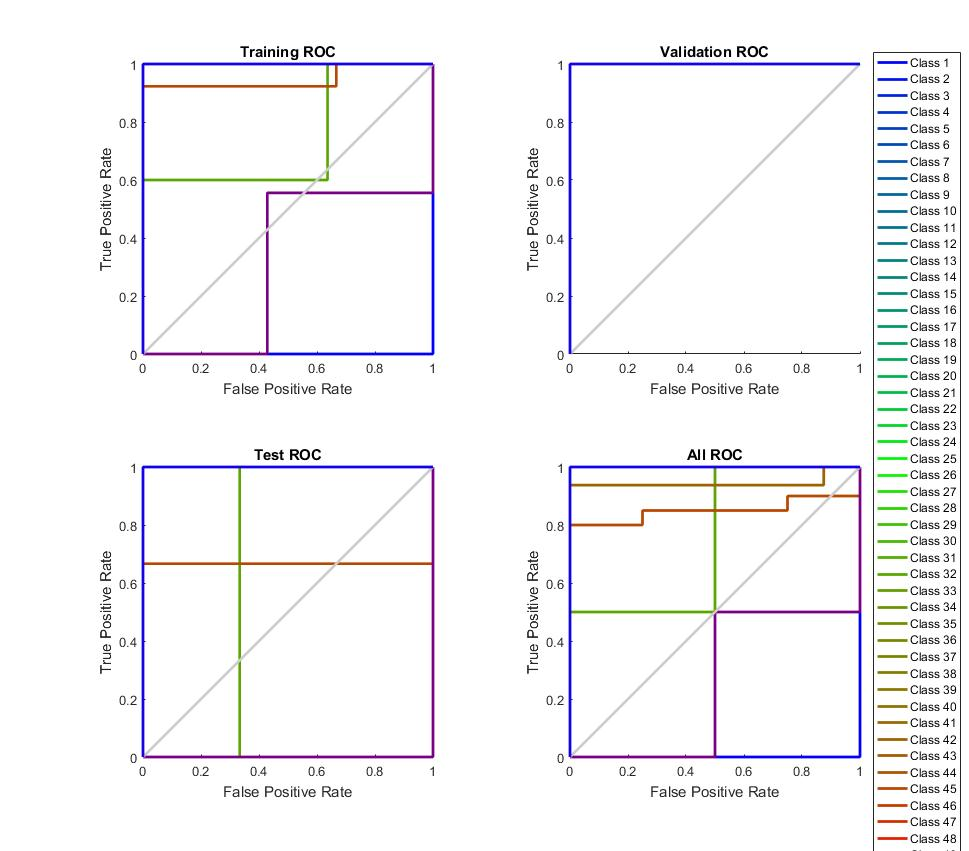 Training ROC
True Positive Rate
1
0.8
0.6
0.4
0.2
0
0 0.2 0.4 0.6 0.8 1
False Positive Rate
Validation ROC
True Positive Rate
1
0.8
0.6
0.4
0.2
0
0 0.2 0.4 0.6 0.8 1
False Positive Rate
Test ROC
True Positive Rate
1
0.8
0.6
0.4
0.2
0
0 0.2 0.4 0.6 0.8 1
False Positive Rate
All ROC
True Positive Rate
1
0.8
0.6
0.4
0.2
0
0 0.2 0.4 0.6 0.8 1
False Positive Rate
Class 1
Class 2
Class 3
Class 4
Class 5
Class 6
Class 7
Class 8
Class 9
Class 10
Class 11
Class 12
Class 13
Class 14
Class 15
Class 16
Class 17
Class 18
Class 19
Class 20
Class 21
Class 22
Class 23
Class 24
Class 25
Class 26
Class 27
Class 28
Class 29
Class 30
Class 31
Class 32
Class 33
Class 34
Class 35
Class 36
Class 37
Class 38
Class 39
Class 40
Class 41
Class 42
Class 43
Class 44
Class 45
Class 46
Class 47
Class 48